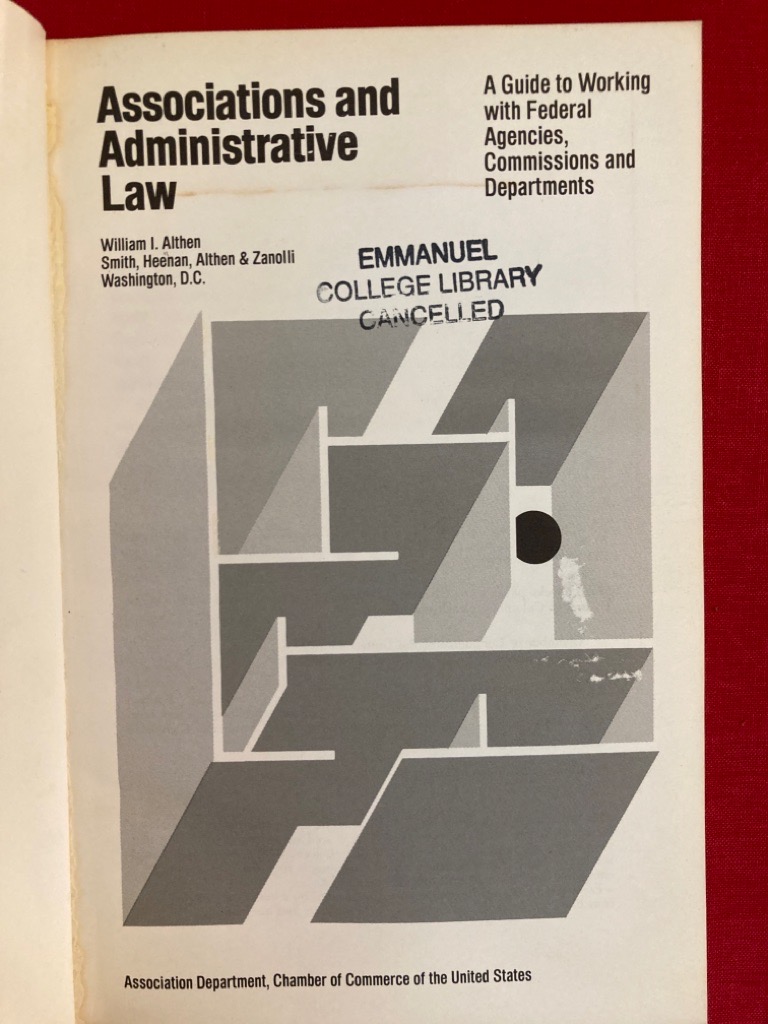 Associations and
Administrative
Law
A Guide to Working
with Federal
Agencies,
Commissions and
Departments
William I. Althen
Smith, Heenan, Althen & Zanolli
Washington, D.C.
EMMANUEL
COLLEGE LIBRARY
CANCELLED
Association Department, Chamber of Commerce of the United States